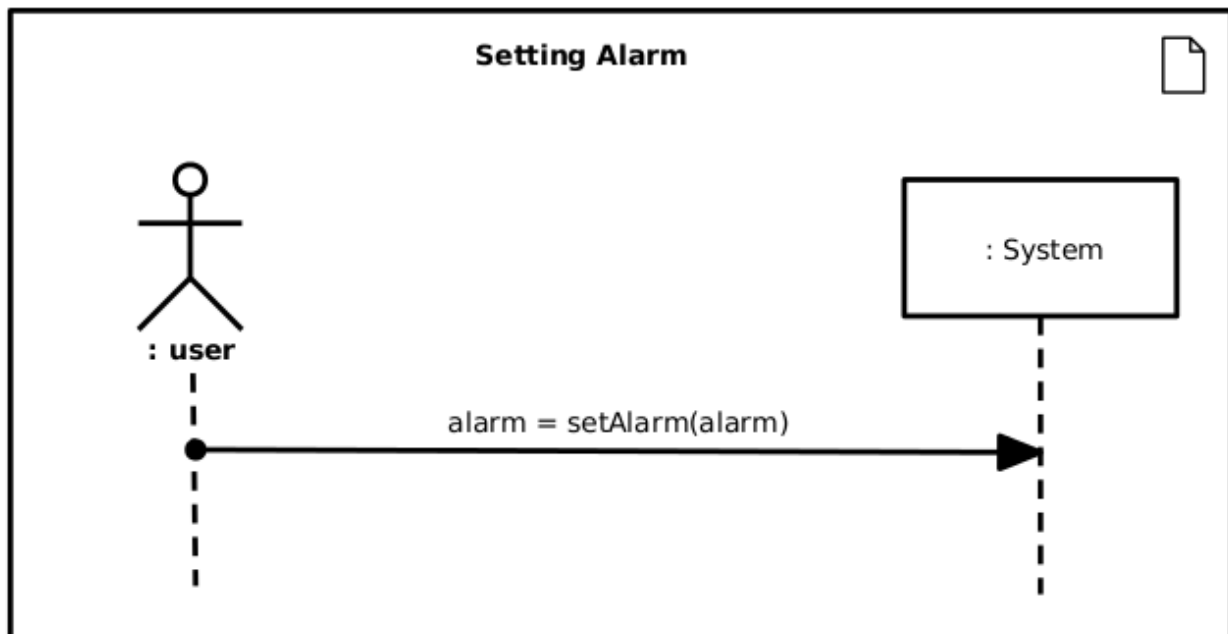 Setting Alarm
: System
: user
alarm = setAlarm(alarm)